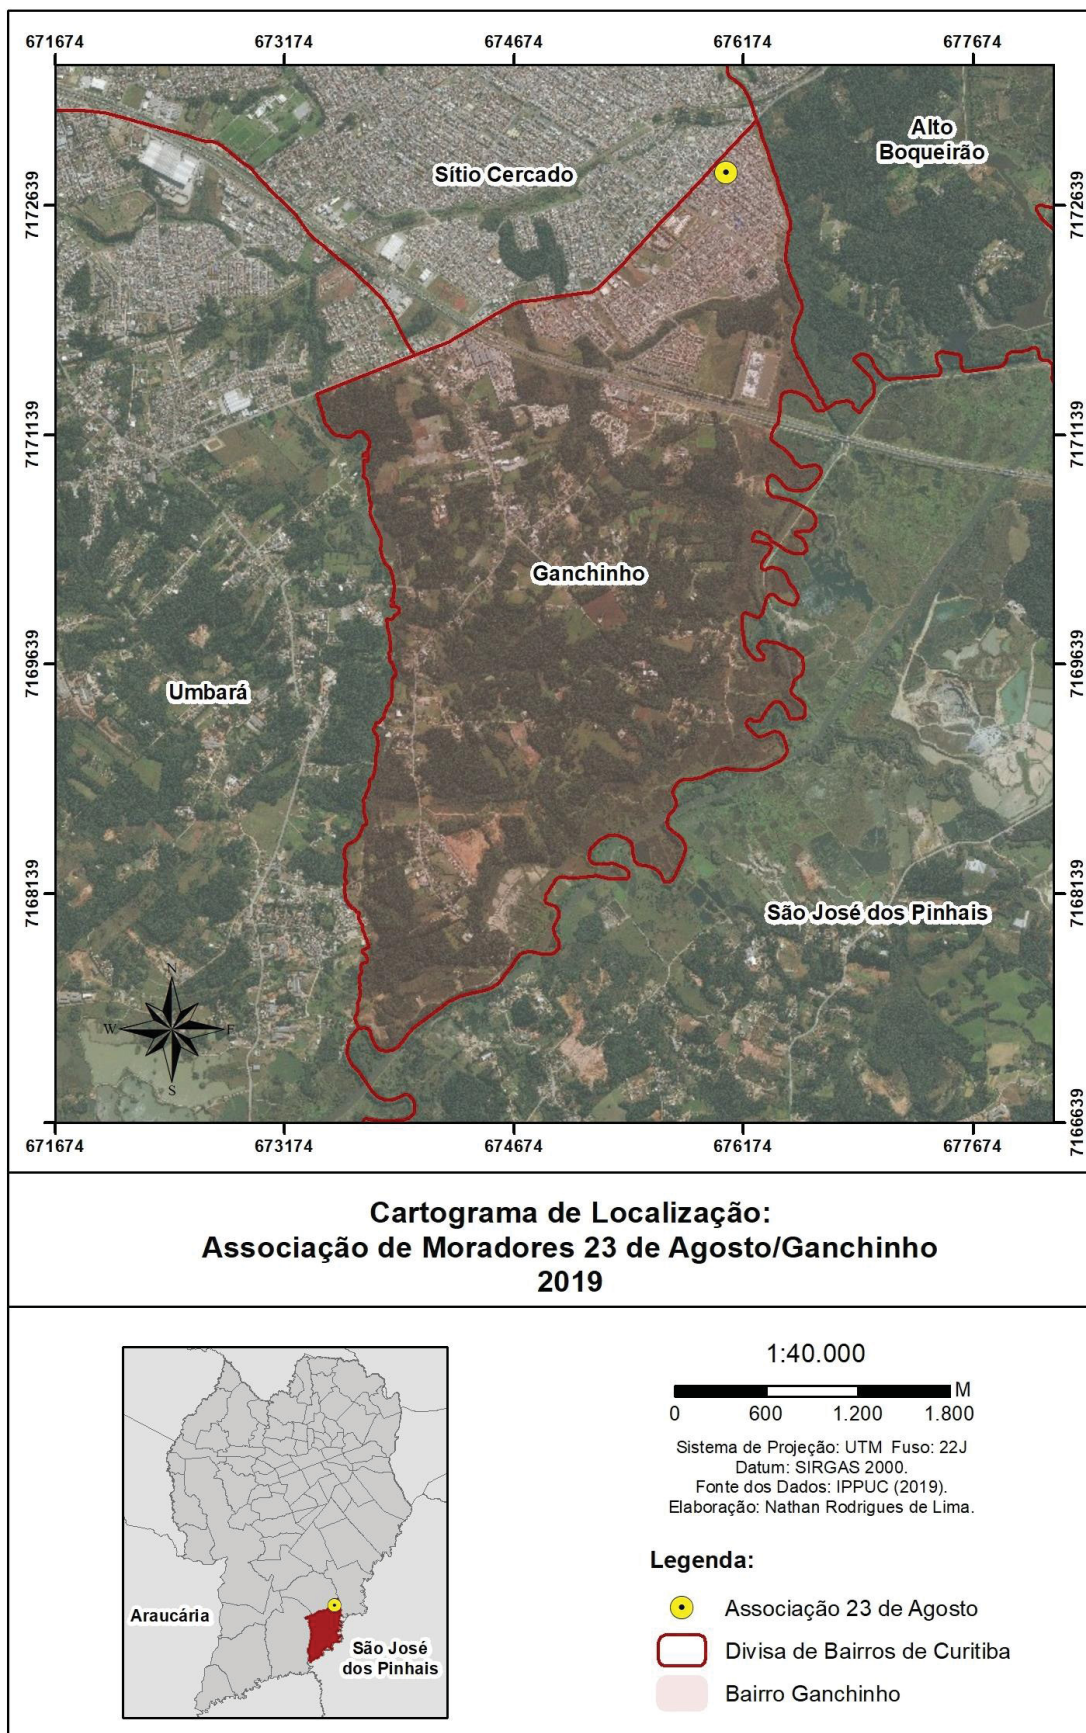 671674 673174 674674 676174 677674
Alto
Boqueirão
Sítio Cercado
7172639 7172639
7171139 7171139
Ganchinho
7169639 7169639
Umbará
7168139 7168139
São José dos Pinhais
N
W E
S
7166639
671674 673174 674674 676174 677674
Cartograma de Localização:
Associação de Moradores 23 de Agosto/Ganchinho
2019
1:40.000
M
0 600 1.200 1.800
Sistema de Projeção: UTM Fuso: 22J
Datum: SIRGAS 2000.
Fonte dos Dados: IPPUC (2019).
Elaboração: Nathan Rodrigues de Lima.
Legenda:
Associação 23 de Agosto
Divisa de Bairros de Curitiba
Bairro Ganchinho
Araucária
São José
dos Pinhais